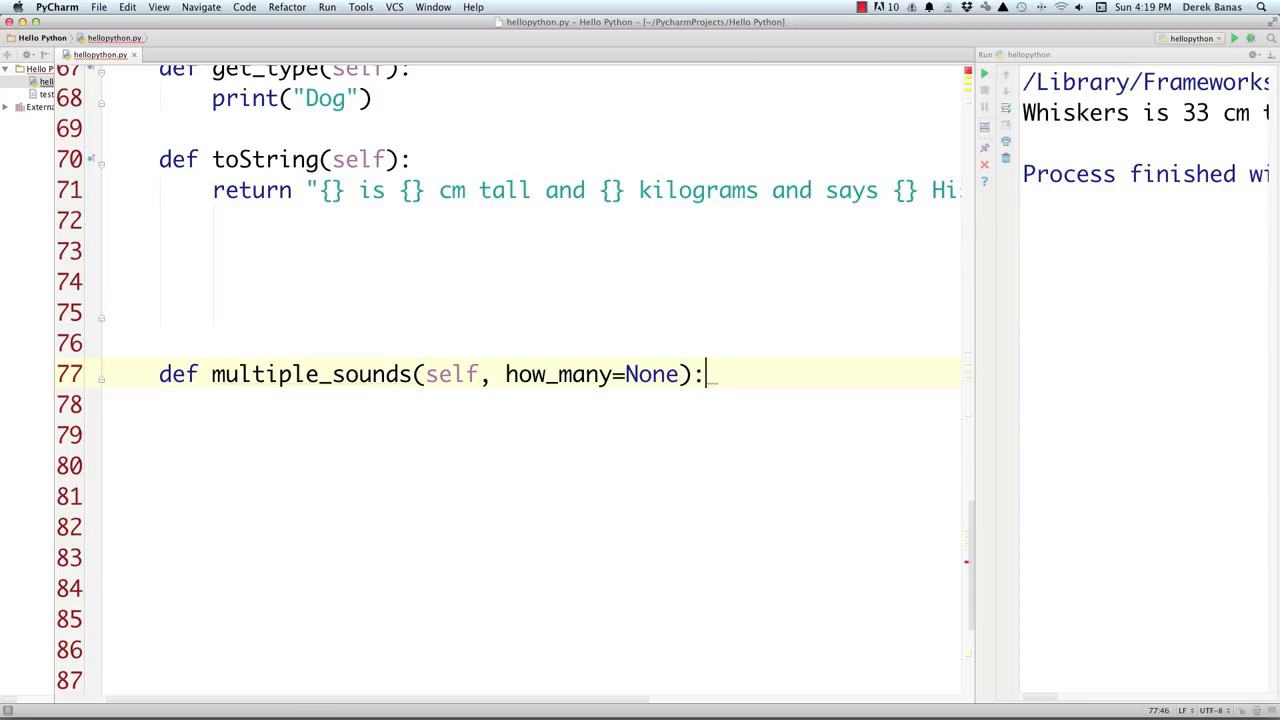 PyCharm File Edit View Navigate Code Refactor Run Tools VCS Window Help 10 Sun 4:19 PM Derek Banas
hellopython.py – Hello Python – [~/PycharmProjects/Hello Python]
Hello Python hellopython.py hellopython
hellopython.py × Run hellopython
Hello P
hell
test
Externa
67 def get_type(self):
68 print("Dog")
69
70 def toString(self):
71 return "{} is {} cm tall and {} kilograms and says {} Hi
72
73
74
75
76
77 def multiple_sounds(self, how_many=None):
78
79
80
81
82
83
84
85
86
87
/Library/Frameworks
Whiskers is 33 cm t
Process finished wi
77:46 LF UTF-8